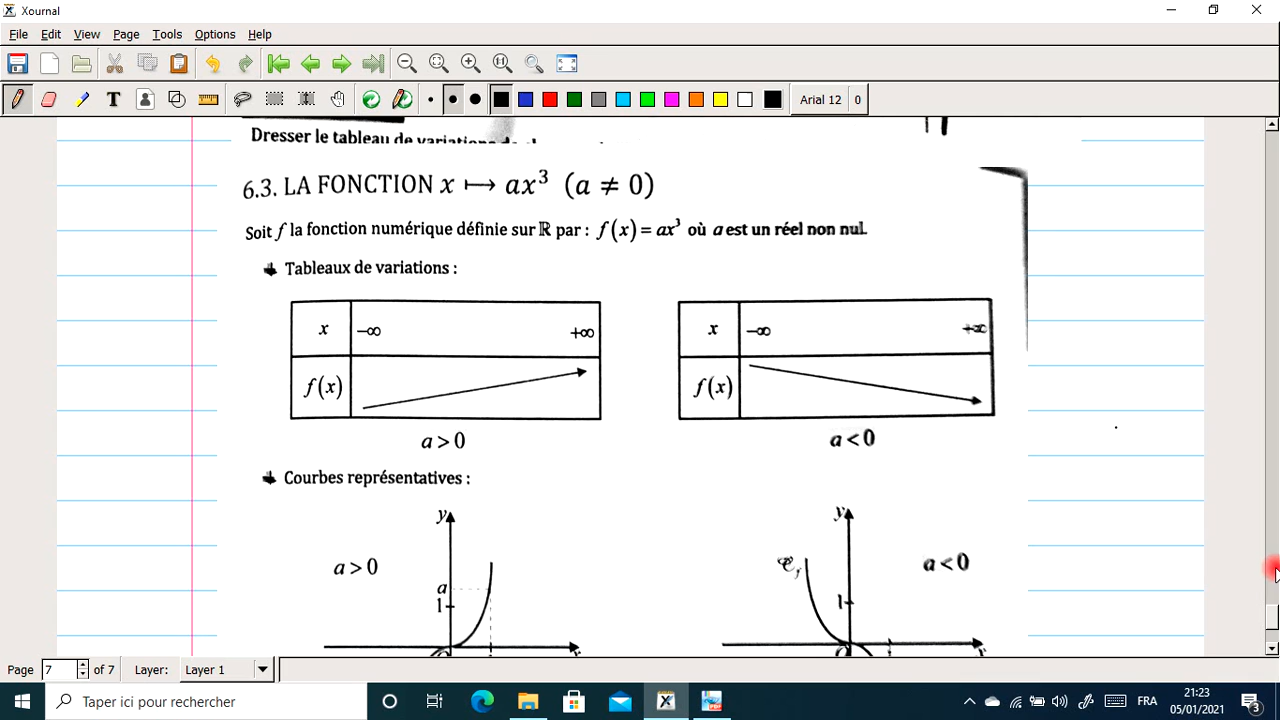 Xournal
File Edit View Page Tools Options Help
Arial 12 0
Dresser le tableau de variations
6.3. LA FONCTION x ⟼ ax³ (a ≠ 0)
Soit f la fonction numérique définie sur ℝ par : f(x) = ax³ où a est un réel non nul.
Tableaux de variations :
x −∞ +∞
f(x)
a > 0
x −∞ +∞
f(x)
a < 0
Courbes représentatives :
a > 0
y
a
1
y
a < 0
1
Page 7 of 7 Layer: Layer 1
Taper ici pour rechercher
FRA
21:23
05/01/2021
3